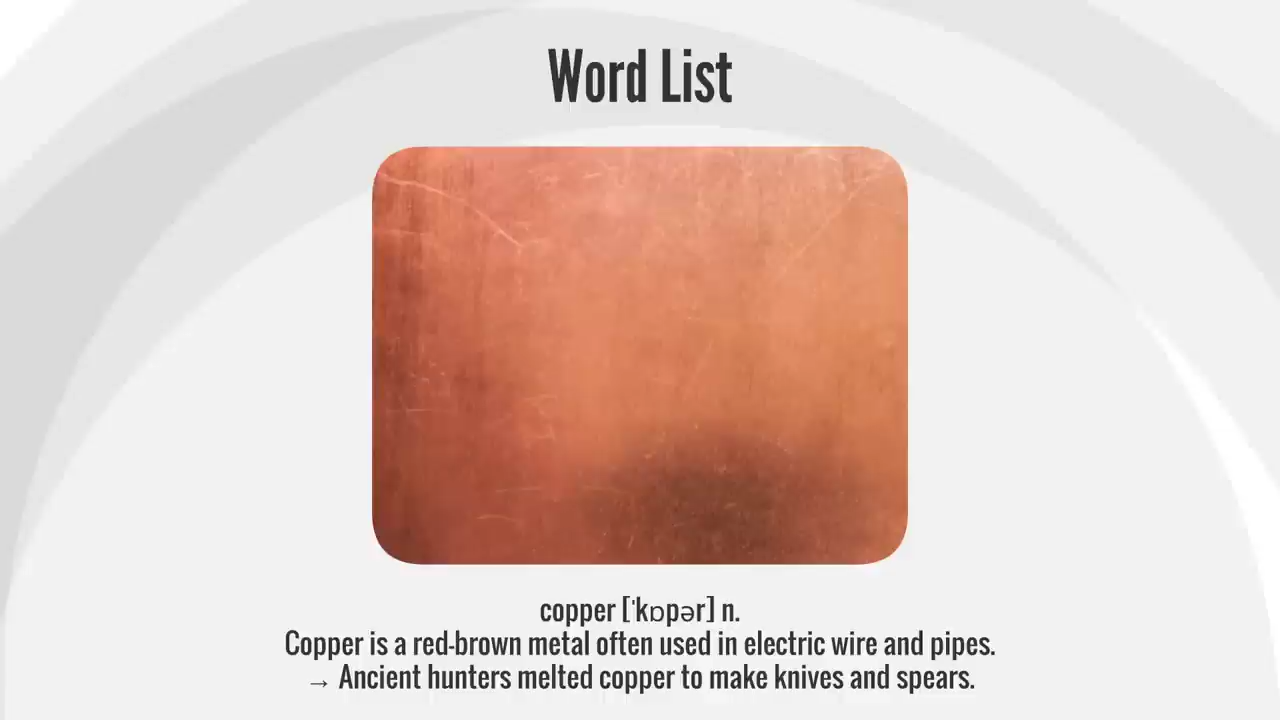 Word List
copper [ˈkɒpər] n.
Copper is a red-brown metal often used in electric wire and pipes.
→ Ancient hunters melted copper to make knives and spears.